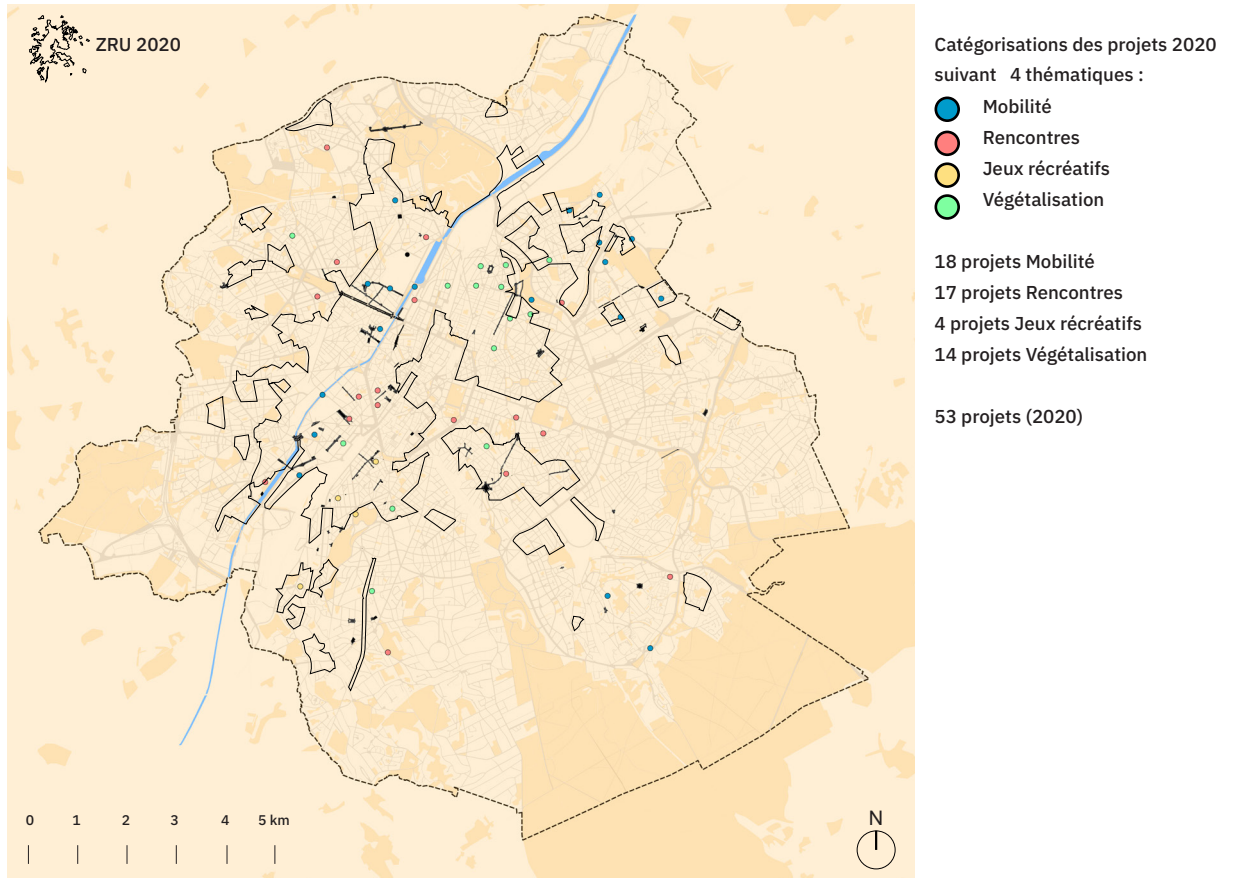 ZRU 2020
Catégorisations des projets 2020
suivant 4 thématiques :
Mobilité
Rencontres
Jeux récréatifs
Végétalisation
18 projets Mobilité
17 projets Rencontres
4 projets Jeux récréatifs
14 projets Végétalisation
53 projets (2020)
0 1 2 3 4 5 km
N